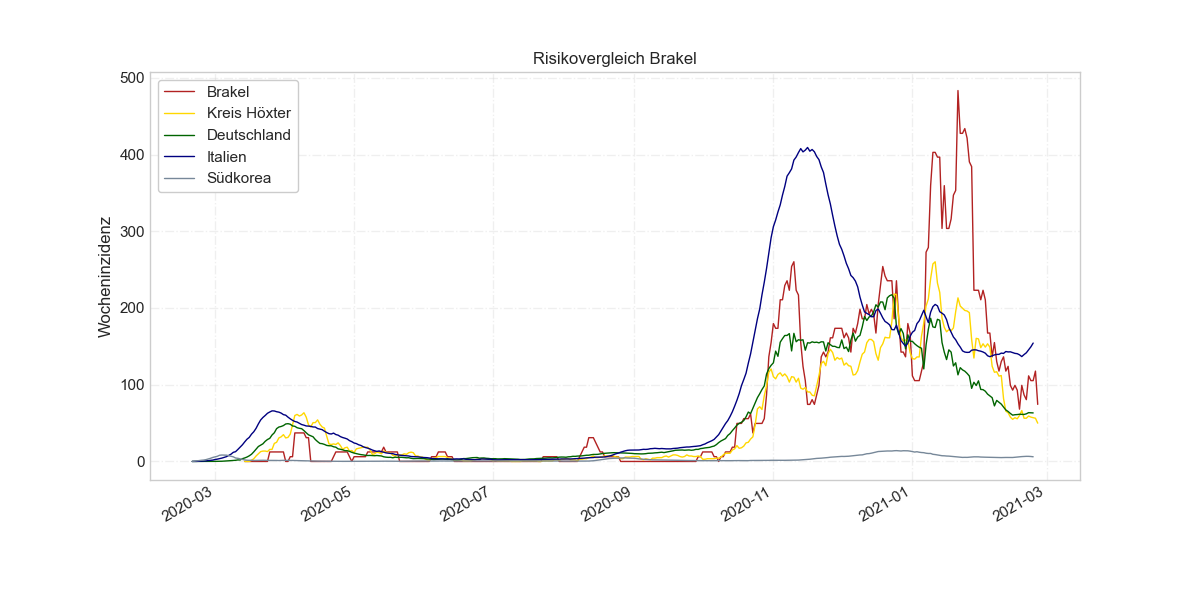 Risikovergleich Brakel
Wocheninzidenz
500
400
300
200
100
0
Brakel
Kreis Höxter
Deutschland
Italien
Südkorea
2020-03
2020-05
2020-07
2020-09
2020-11
2021-01
2021-03